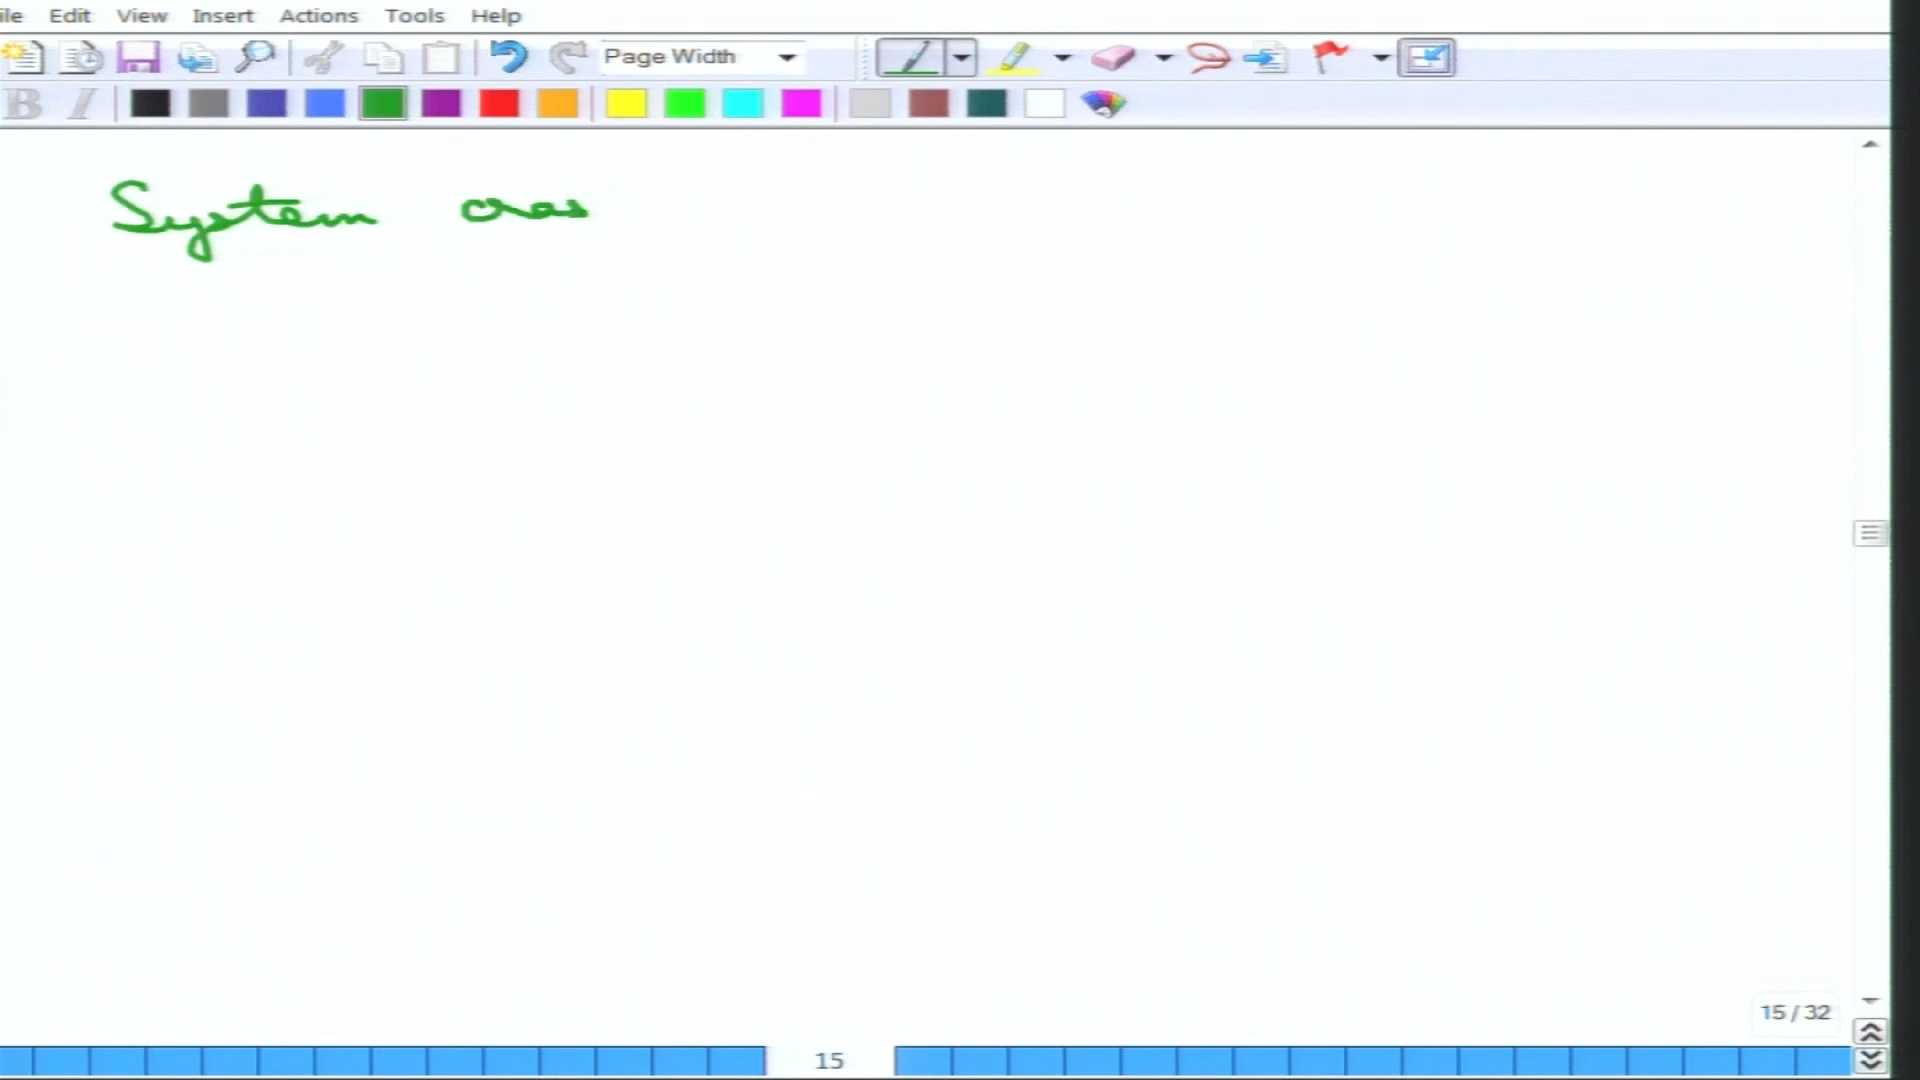 ile Edit View Insert Actions Tools Help
Page Width
B I
System cras
15 / 32
15